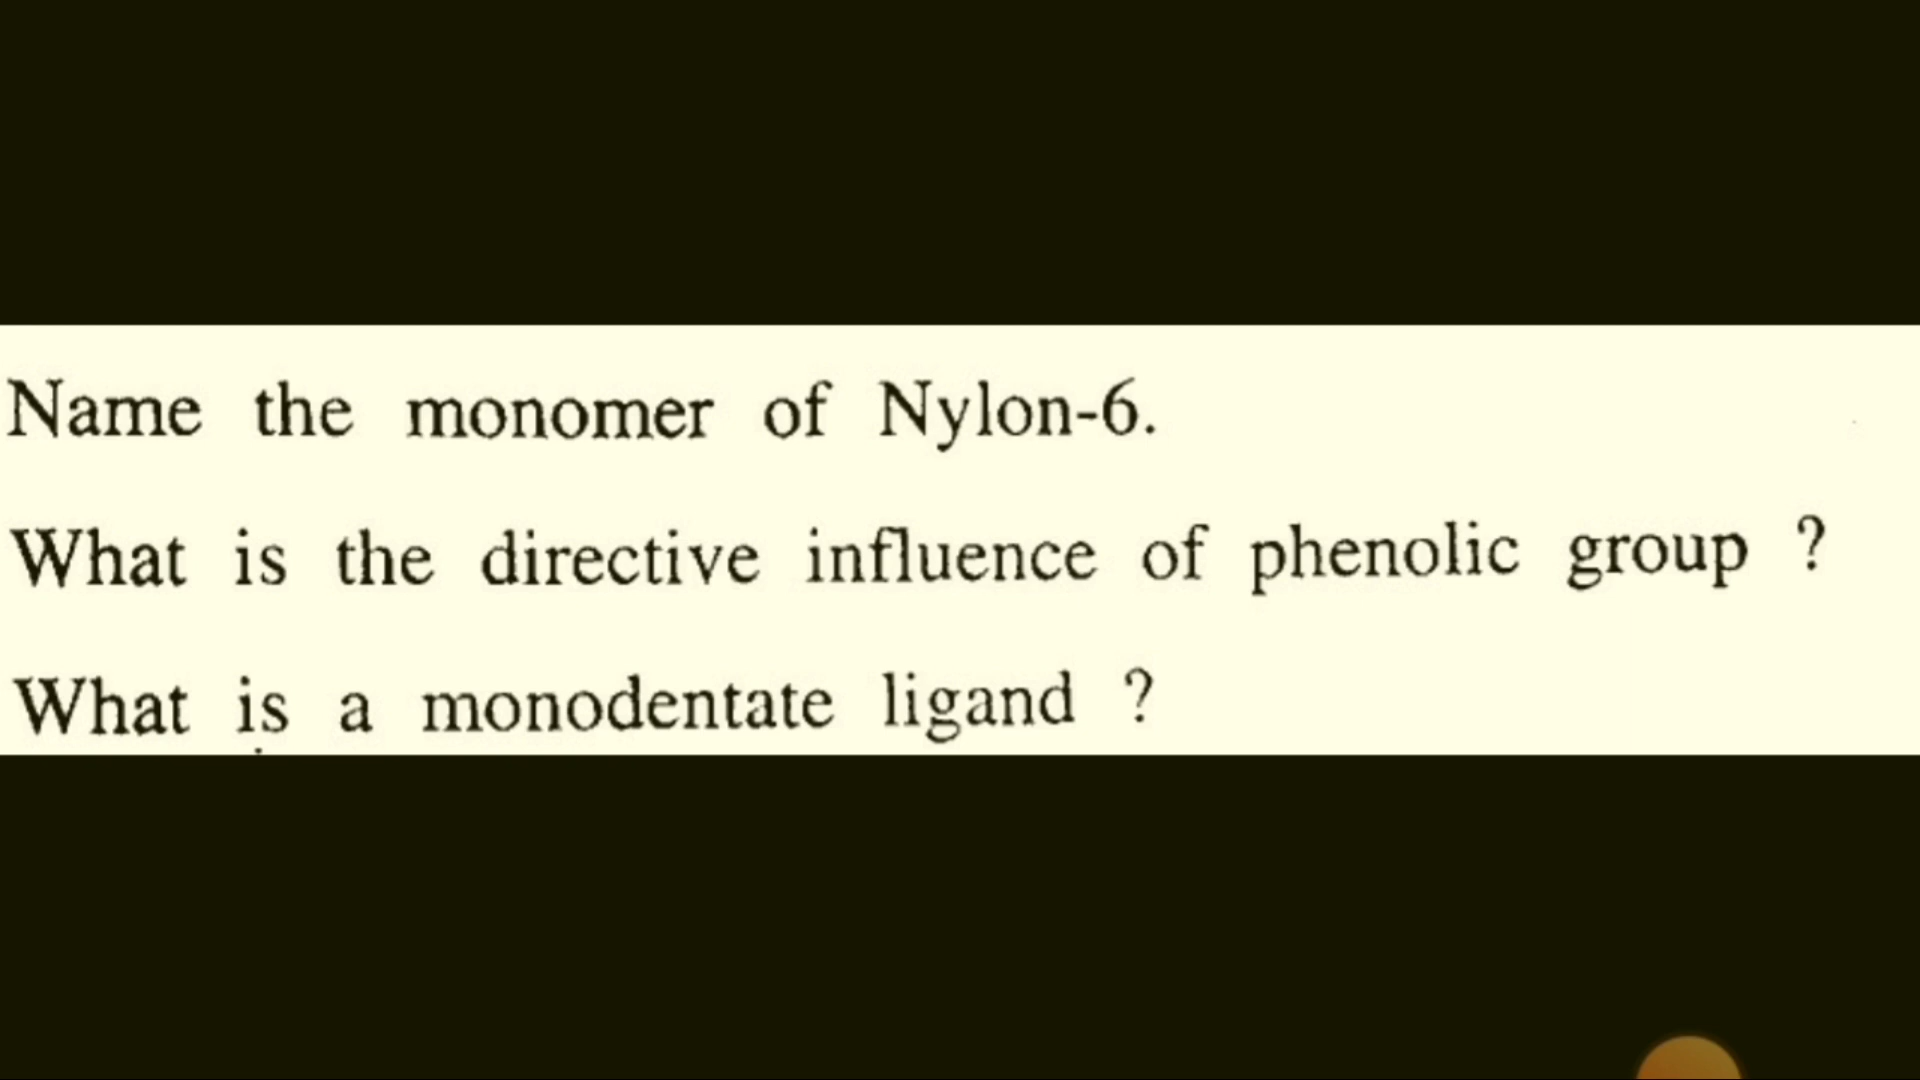 Name the monomer of Nylon-6.
What is the directive influence of phenolic group ?
What is a monodentate ligand ?